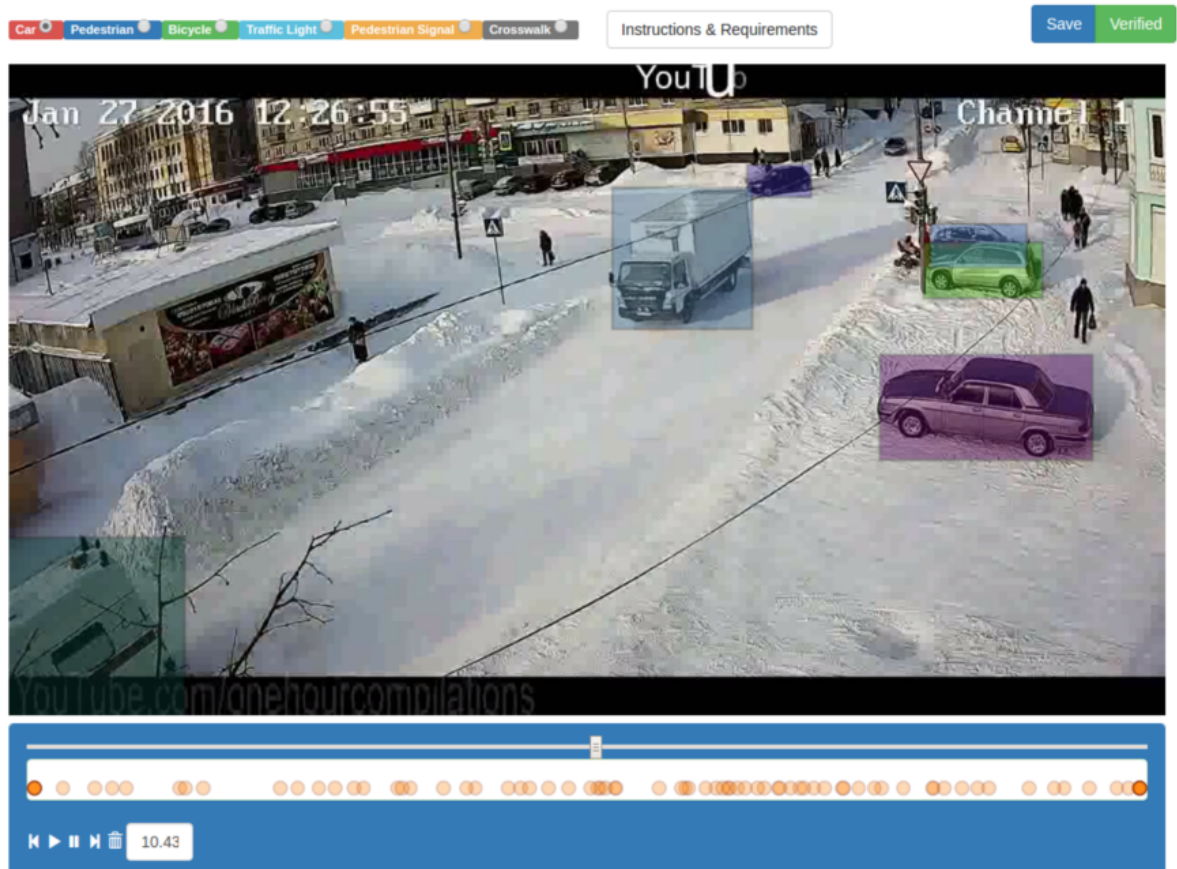 Car Pedestrian Bicycle Traffic Light Pedestrian Signal Crosswalk Instructions & Requirements Save Verified
YouTub
Jan 27 2016 12:26:55 Channel 1
YouTube.com/onehourcompilations
10.43